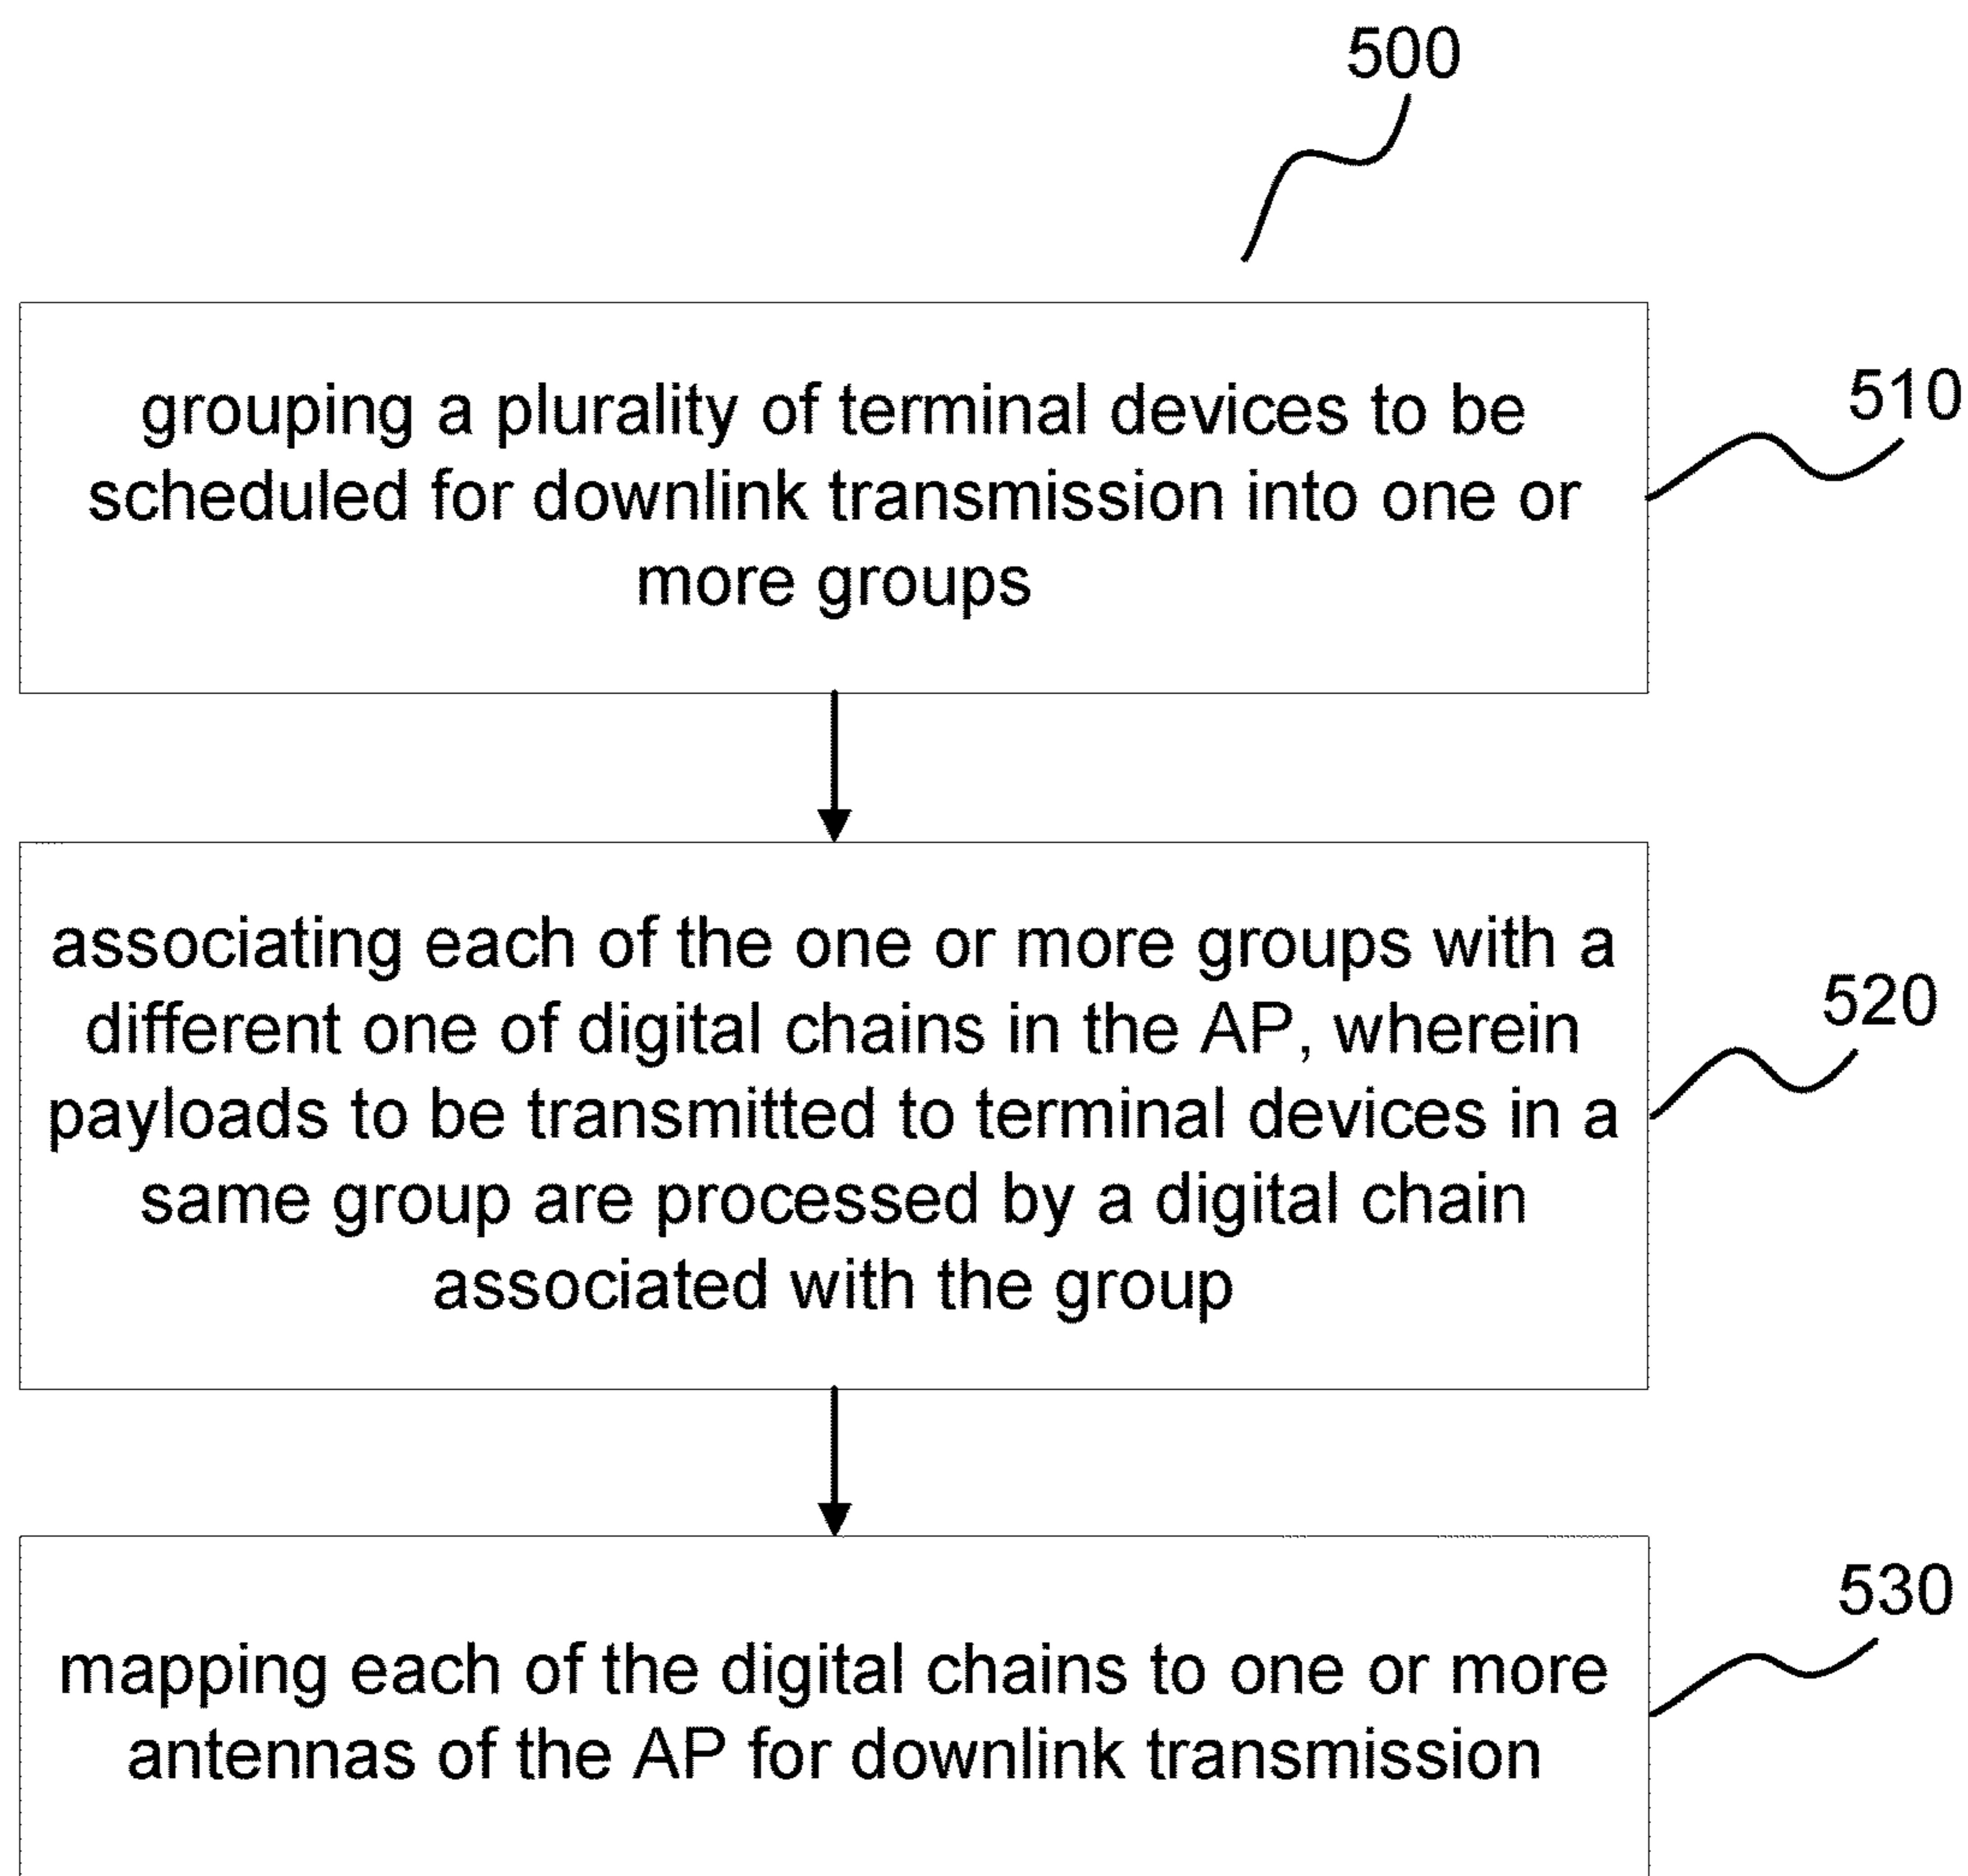 500
grouping a plurality of terminal devices to be
scheduled for downlink transmission into one or
more groups
510
associating each of the one or more groups with a
different one of digital chains in the AP, wherein
payloads to be transmitted to terminal devices in a
same group are processed by a digital chain
associated with the group
520
mapping each of the digital chains to one or more
antennas of the AP for downlink transmission
530